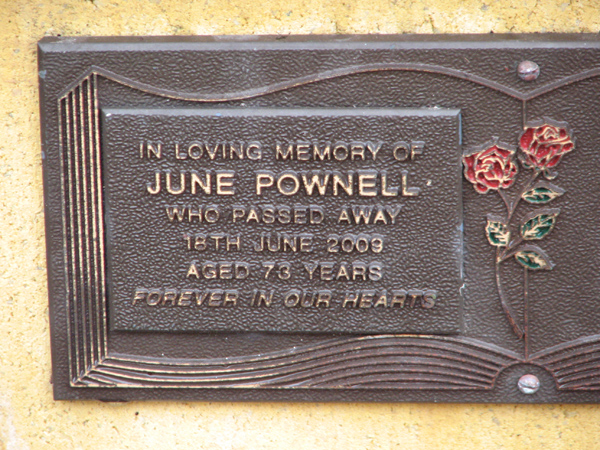 IN LOVING MEMORY OF
JUNE POWNELL
WHO PASSED AWAY
18TH JUNE 2009
AGED 73 YEARS
FOREVER IN OUR HEARTS